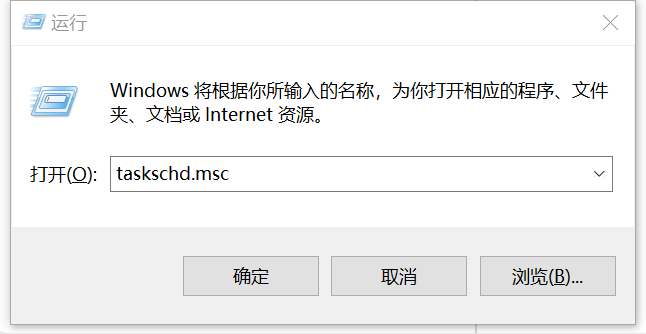 运行
Windows 将根据你所输入的名称，为你打开相应的程序、文件
夹、文档或 Internet 资源。
打开(O): taskschd.msc
确定 取消 浏览(B)...